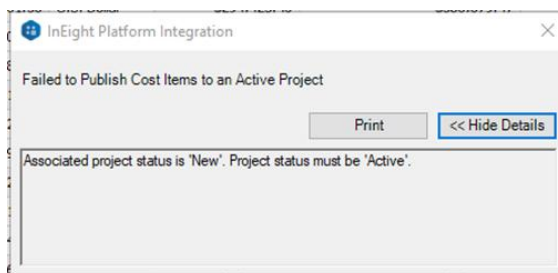 InEight Platform Integration
Failed to Publish Cost Items to an Active Project
Print
<< Hide Details
Associated project status is 'New'. Project status must be 'Active'.